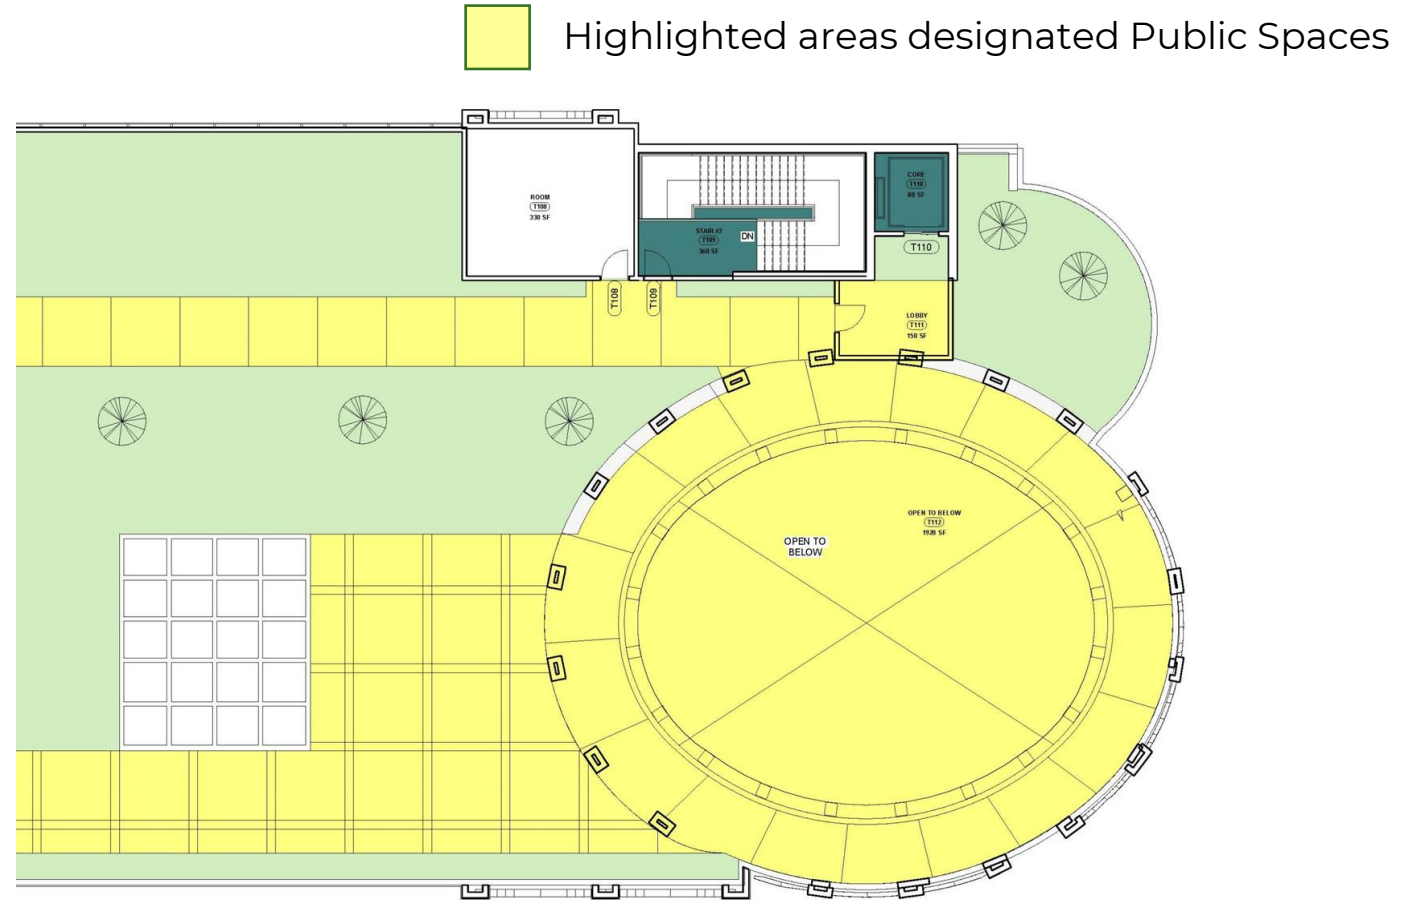 Highlighted areas designated Public Spaces
ROOM
T108
330 SF
STAIR #2
T109
360 SF
DN
CORE
T110
80 SF
T110
T108
T109
LOBBY
T111
150 SF
OPEN TO BELOW
T112
1920 SF
OPEN TO
BELOW